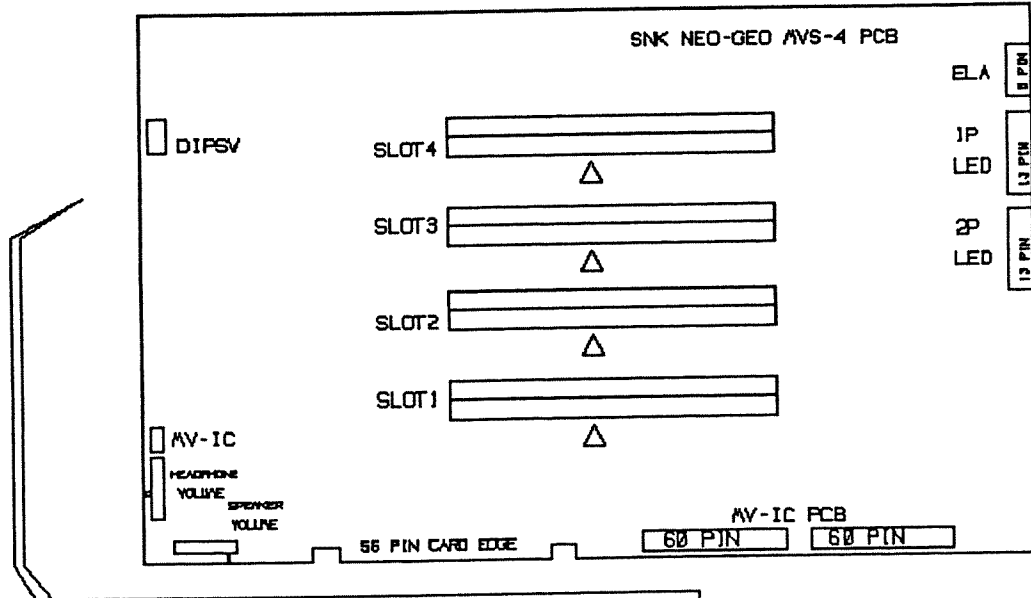 SNK NEO-GEO MVS-4 PCB
ELA
8 PIN
DIPSW
SLOT4
1P
LED
13 PIN
SLOT3
2P
LED
13 PIN
SLOT2
SLOT1
MV-IC
HEADPHONE
VOLUME
SPEAKER
VOLUME
56 PIN CARD EDGE
MV-IC PCB
60 PIN
60 PIN